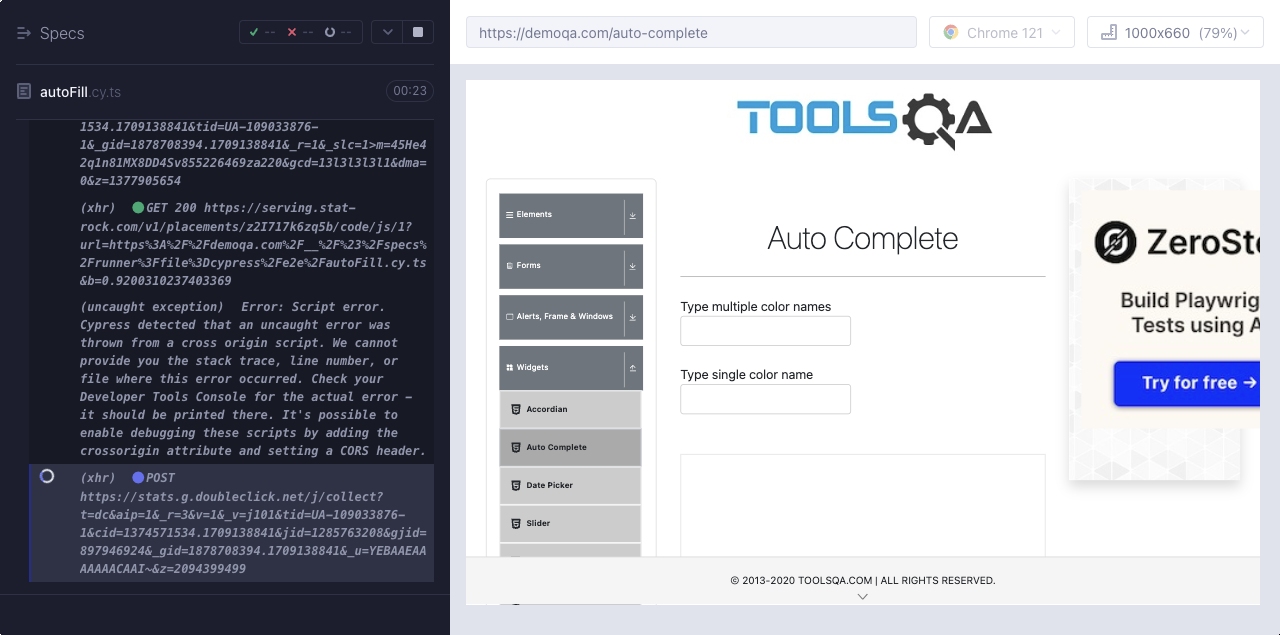 Specs
-- -- --
autoFill.cy.ts
00:23
1534.1709138841&tid=UA-109033876-
1&_gid=1878708394.1709138841&_r=1&_slc=1>m=45He4
2q1n81MX8DD4Sv855226469za220&gcd=13l3l3l3l1&dma=
0&z=1377905654
(xhr) GET 200 https://serving.stat-
rock.com/v1/placements/z2I717k6zq5b/code/js/1?
url=https%3A%2F%2Fdemoqa.com%2F__%2F%23%2Fspecs%
2Frunner%3Ffile%3Dcypress%2Fe2e%2FautoFill.cy.ts
&b=0.9200310237403369
(uncaught exception) Error: Script error.
Cypress detected that an uncaught error was
thrown from a cross origin script. We cannot
provide you the stack trace, line number, or
file where this error occurred. Check your
Developer Tools Console for the actual error -
it should be printed there. It's possible to
enable debugging these scripts by adding the
crossorigin attribute and setting a CORS header.
(xhr) POST
https://stats.g.doubleclick.net/j/collect?
t=dc&aip=1&_r=3&v=1&_v=j101&tid=UA-109033876-
1&cid=1374571534.1709138841&jid=1285763208&gjid=
897946924&_gid=1878708394.1709138841&_u=YEBAAEAA
AAAAACAAI~&z=2094399499
https://demoqa.com/auto-complete
Chrome 121
1000x660 (79%)
TOOLSQA
Elements
Forms
Alerts, Frame & Windows
Widgets
Accordian
Auto Complete
Date Picker
Slider
Auto Complete
Type multiple color names
Type single color name
ZeroSte
Build Playwrig
Tests using A
Try for free →
© 2013-2020 TOOLSQA.COM | ALL RIGHTS RESERVED.